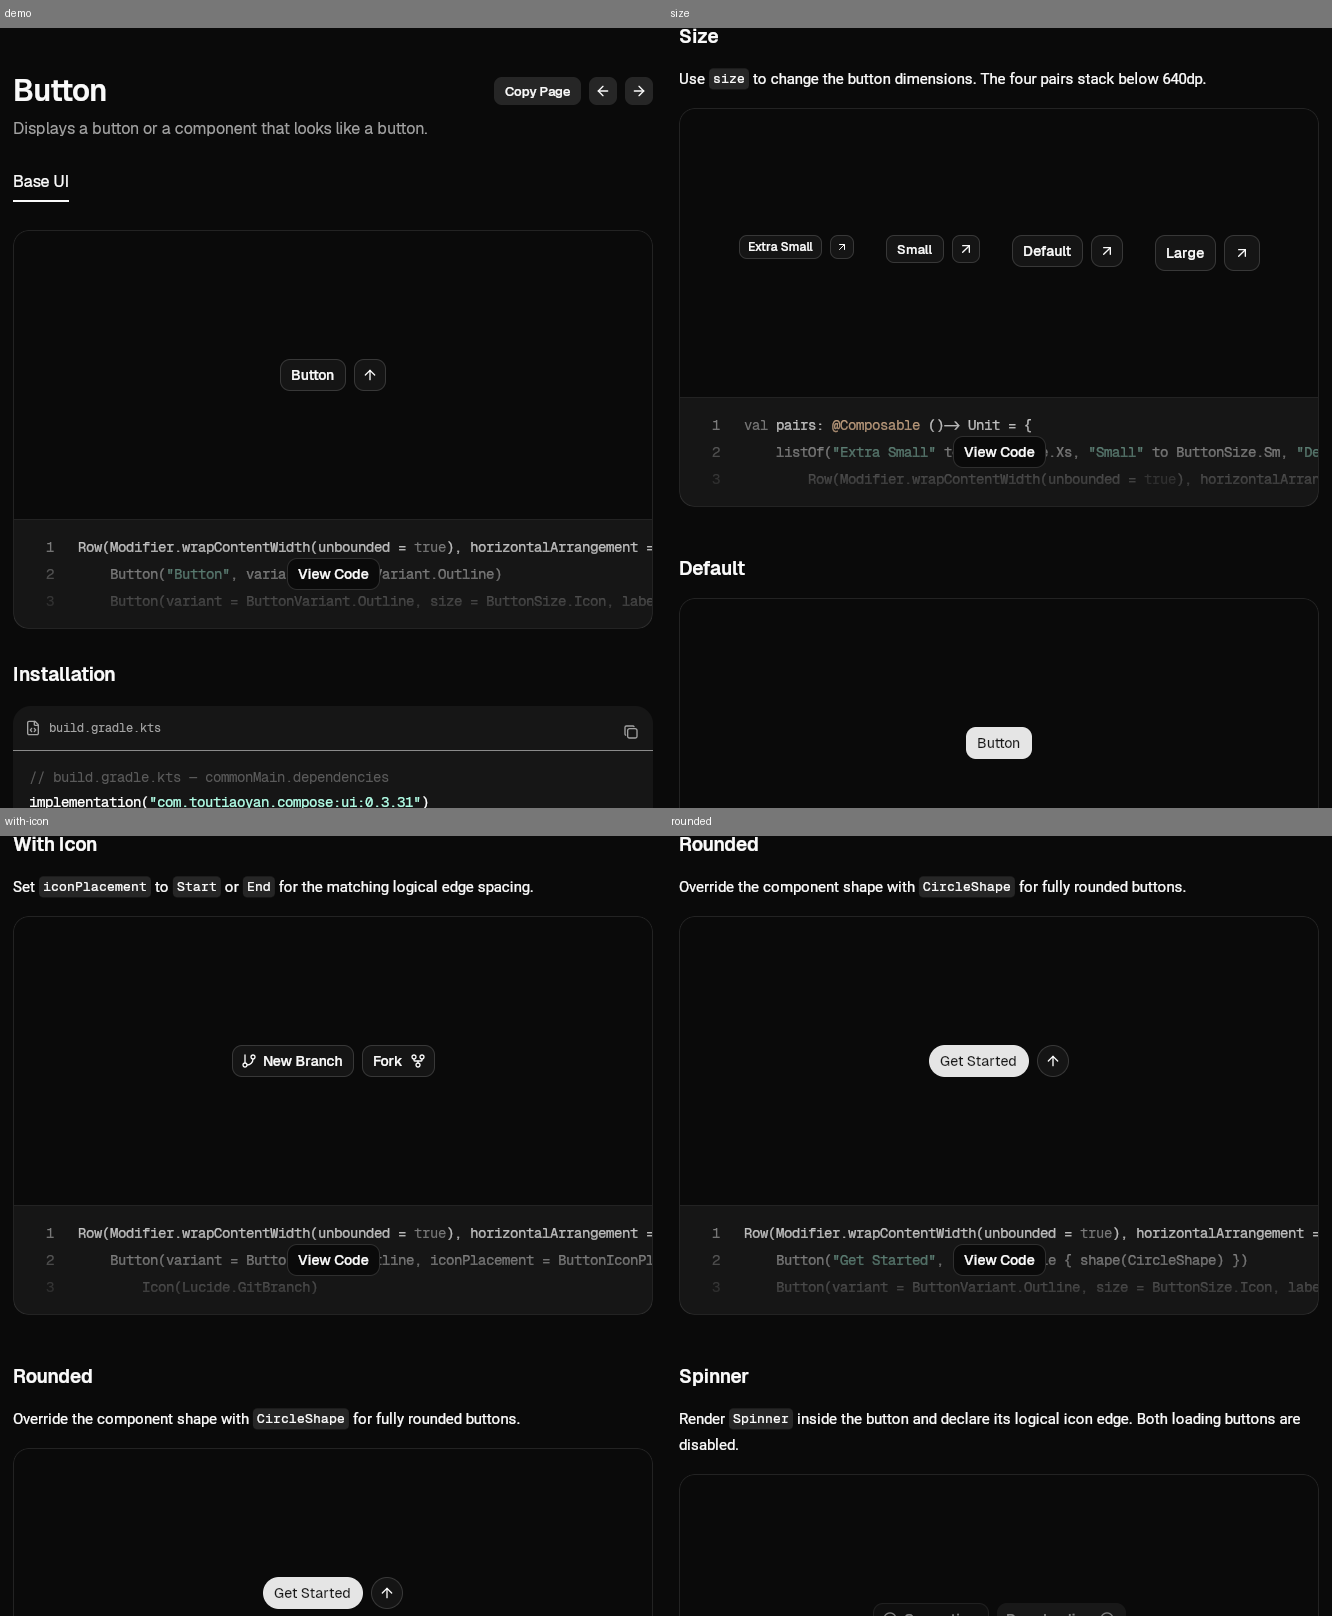 demo
Button
Copy Page
Displays a button or a component that looks like a button.
Base UI
Button
1 Row(Modifier.wrapContentWidth(unbounded = true), horizontalArrangement =
2 Button("Button", varia View Code Variant.Outline)
3 Button(variant = ButtonVariant.Outline, size = ButtonSize.Icon, labe
Installation
build.gradle.kts
// build.gradle.kts — commonMain.dependencies
implementation("com.toutiaoyan.compose:ui:0.3.31")
size
Size
Use size to change the button dimensions. The four pairs stack below 640dp.
Extra Small
Small
Default
Large
1 val pairs: @Composable ()-> Unit = {
2 listOf("Extra Small" t View Code e.Xs, "Small" to ButtonSize.Sm, "De
3 Row(Modifier.wrapContentWidth(unbounded = true), horizontalArran
Default
Button
with-icon
With Icon
Set iconPlacement to Start or End for the matching logical edge spacing.
New Branch
Fork
1 Row(Modifier.wrapContentWidth(unbounded = true), horizontalArrangement =
2 Button(variant = Butto View Code tline, iconPlacement = ButtonIconPl
3 Icon(Lucide.GitBranch)
Rounded
Override the component shape with CircleShape for fully rounded buttons.
Get Started
rounded
Rounded
Override the component shape with CircleShape for fully rounded buttons.
Get Started
1 Row(Modifier.wrapContentWidth(unbounded = true), horizontalArrangement =
2 Button("Get Started", View Code le { shape(CircleShape) })
3 Button(variant = ButtonVariant.Outline, size = ButtonSize.Icon, labe
Spinner
Render Spinner inside the button and declare its logical icon edge. Both loading buttons are
disabled.